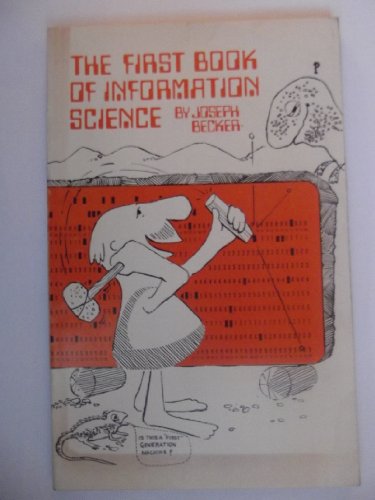 THE FIRST BOOK
OF INFORMATION
SCIENCE BY JOSEPH
BECKER
?
IS THIS A "FIRST"
GENERATION
MACHINE?